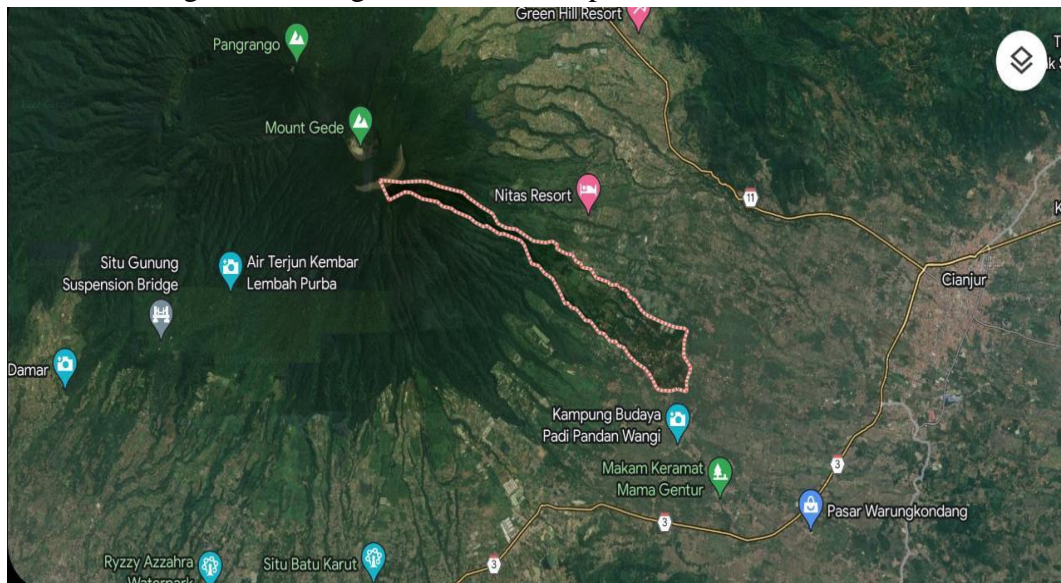 Green Hill Resort
Pangrango
Mount Gede
11
Nitas Resort
Situ Gunung
Suspension Bridge
Air Terjun Kembar
Lembah Purba
Cianjur
Damar
Kampung Budaya
Padi Pandan Wangi
Makam Keramat
Mama Gentur
3
3
Pasar Warungkondang
3
Ryzzy Azzahra
Waterpark
Situ Batu Karut